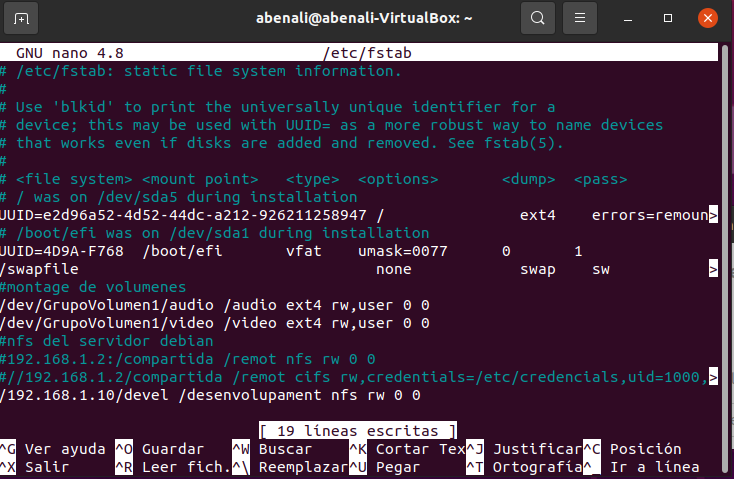 abenali@abenali-VirtualBox: ~
GNU nano 4.8 /etc/fstab
# /etc/fstab: static file system information.
#
# Use 'blkid' to print the universally unique identifier for a
# device; this may be used with UUID= as a more robust way to name devices
# that works even if disks are added and removed. See fstab(5).
#
# <file system> <mount point>   <type>  <options>       <dump>  <pass>
# / was on /dev/sda5 during installation
UUID=e2d96a52-4d52-44dc-a212-926211258947 /               ext4    errors=remoun>
# /boot/efi was on /dev/sda1 during installation
UUID=4D9A-F768  /boot/efi       vfat    umask=0077      0       1
/swapfile                                 none            swap    sw           >
#montage de volumenes
/dev/GrupoVolumen1/audio /audio ext4 rw,user 0 0
/dev/GrupoVolumen1/video /video ext4 rw,user 0 0
#nfs del servidor debian
#192.168.1.2:/compartida /remot nfs rw 0 0
#//192.168.1.2/compartida /remot cifs rw,credentials=/etc/credencials,uid=1000,>
/192.168.1.10/devel /desenvolupament nfs rw 0 0
[ 19 líneas escritas ]
^G Ver ayuda ^O Guardar ^W Buscar ^K Cortar Tex^J Justificar^C Posición
^X Salir ^R Leer fich.^\ Reemplazar^U Pegar ^T Ortografía^_ Ir a línea